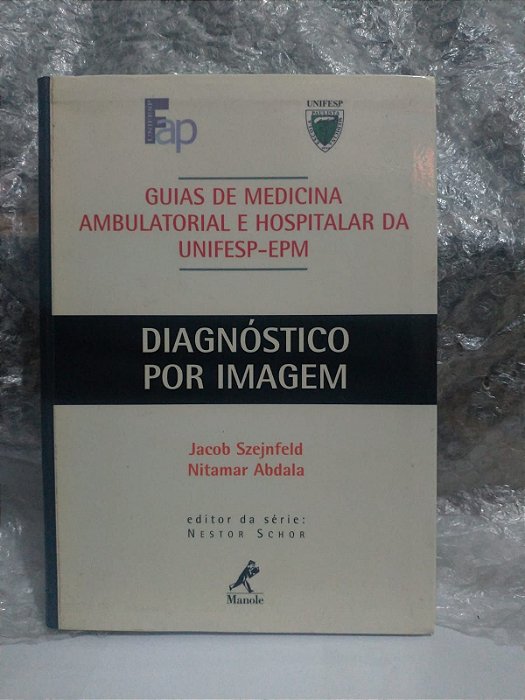 Fap
UNIFESP
PAULISTA
GUIAS DE MEDICINA
AMBULATORIAL E HOSPITALAR DA
UNIFESP-EPM
DIAGNÓSTICO
POR IMAGEM
Jacob Szejnfeld
Nitamar Abdala
editor da série:
NESTOR SCHOR
Manole